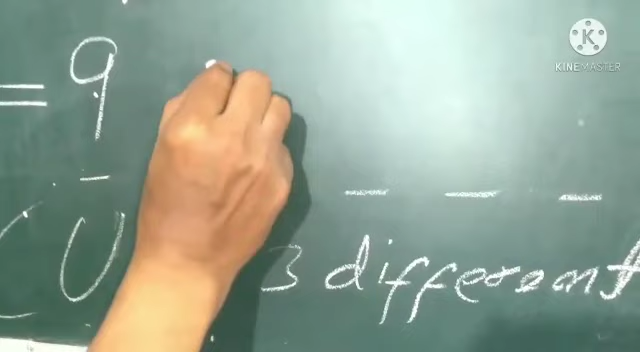 KINEMASTER
= 9
_ _ _ _
3 different